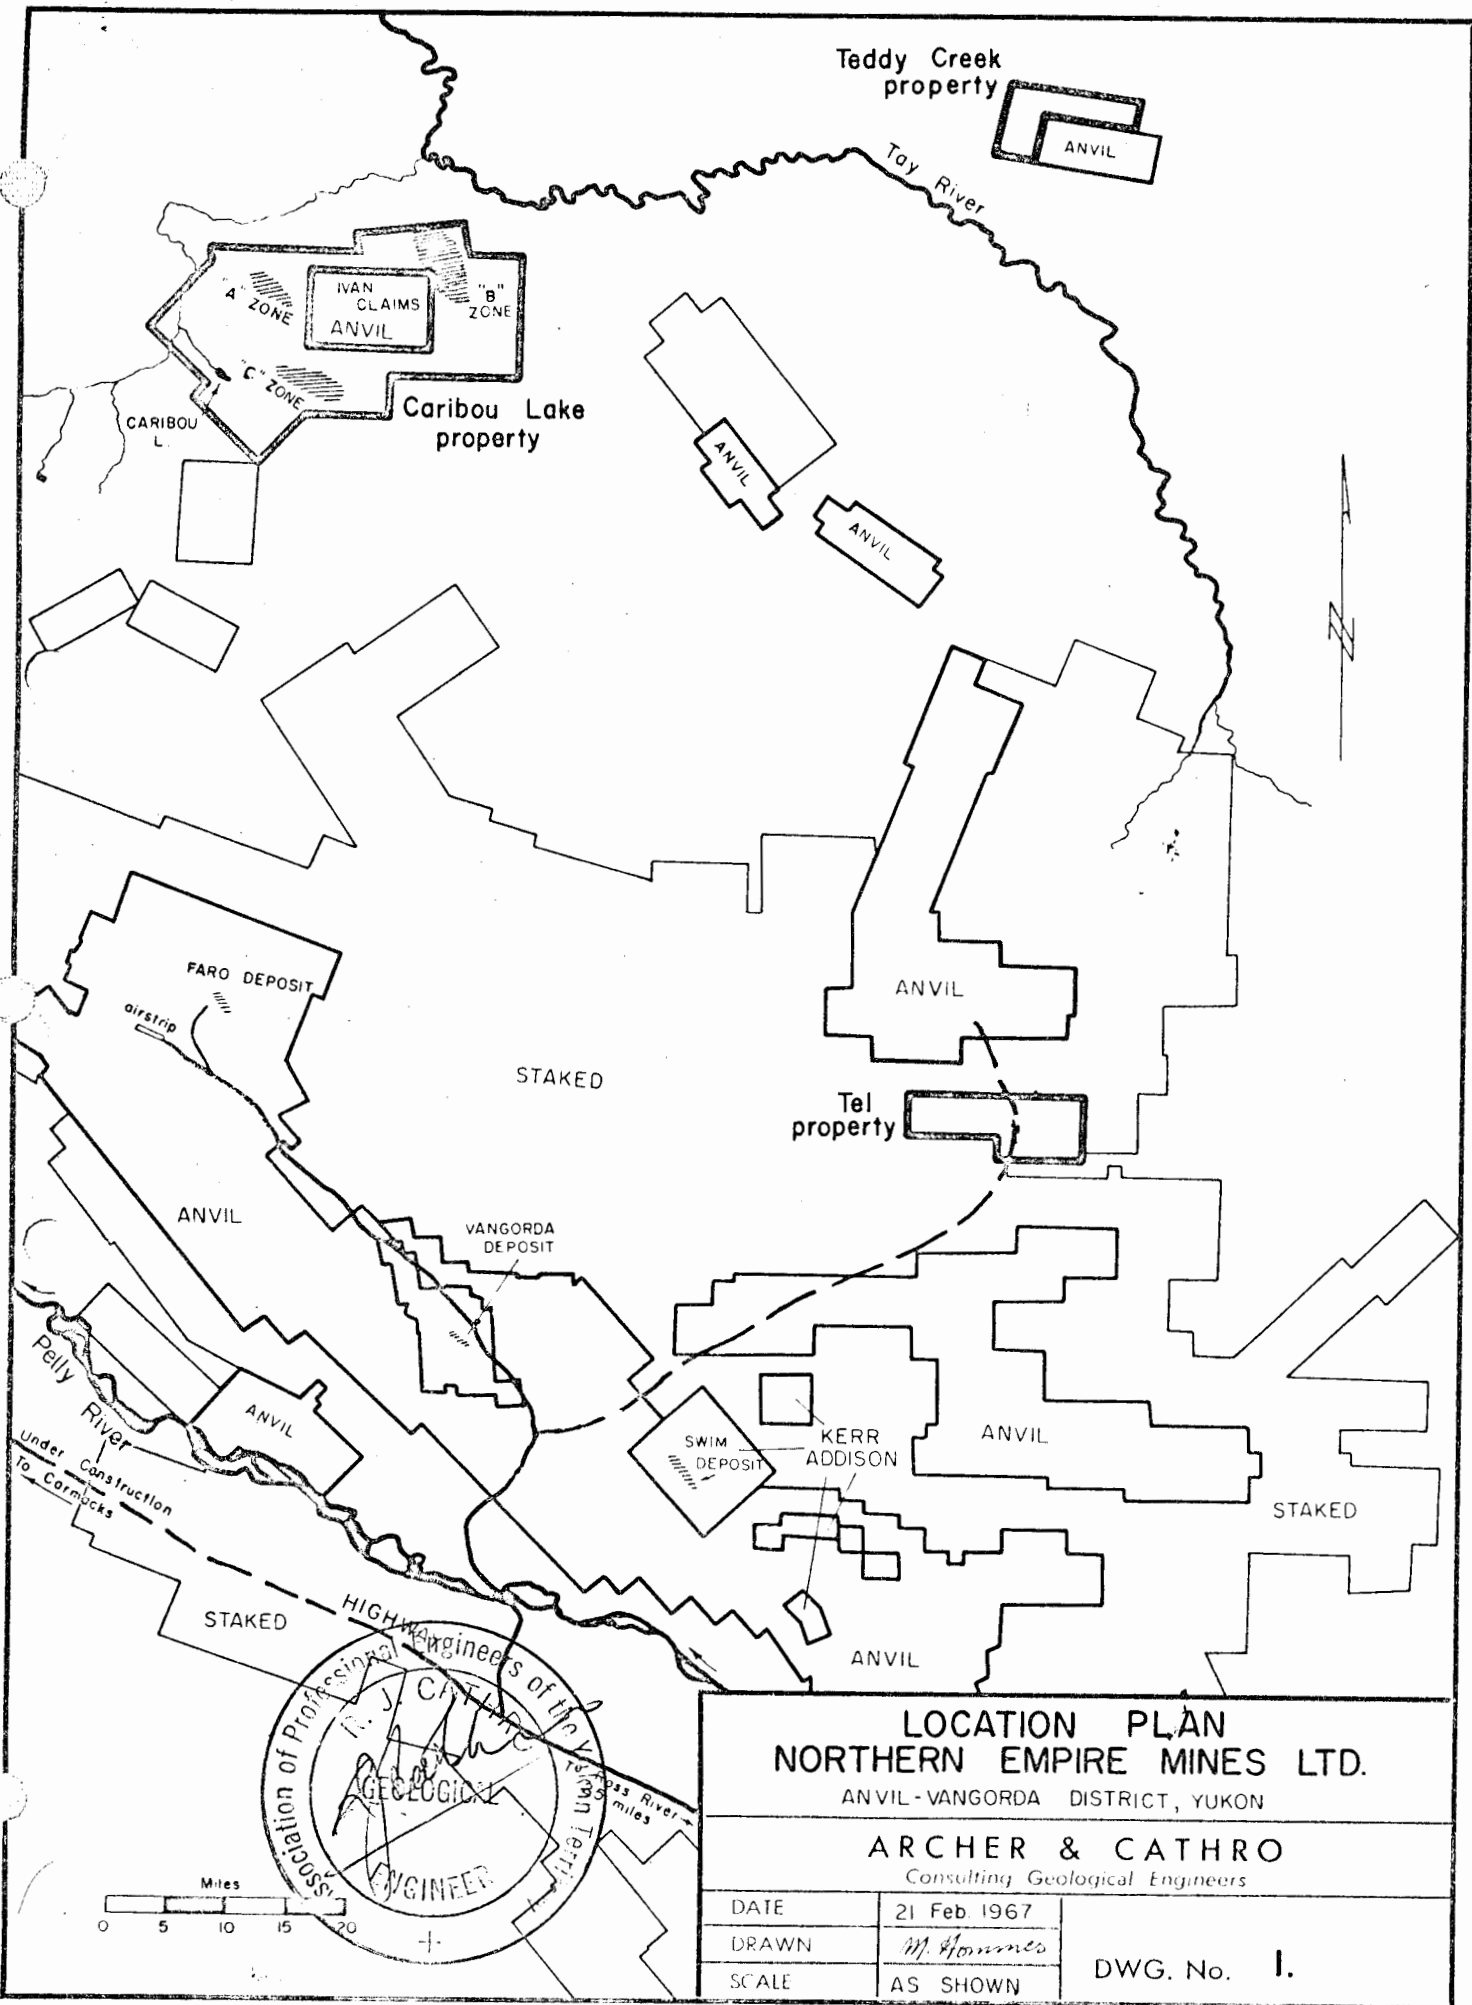 Teddy Creek
property
ANVIL
Tay River
"A" ZONE
IVAN
CLAIMS
ANVIL
"B"
ZONE
"C" ZONE
CARIBOU
L.
Caribou Lake
property
ANVIL
ANVIL
N
FARO DEPOSIT
airstrip
ANVIL
STAKED
Tel
property
ANVIL
VANGORDA
DEPOSIT
Pelly
River
ANVIL
SWIM
DEPOSIT
KERR
ADDISON
ANVIL
STAKED
Under Construction
To Carmacks
STAKED
HIGHWAY
ANVIL
Association of Professional Engineers of the Yukon Territory
R. J. CATHRO
GEOLOGICAL
ENGINEER
To Ross River
35 miles
Miles
0 5 10 15 20
LOCATION PLAN
NORTHERN EMPIRE MINES LTD.
ANVIL-VANGORDA DISTRICT, YUKON
ARCHER & CATHRO
Consulting Geological Engineers
DATE 21 Feb. 1967
DRAWN M. Hommes
SCALE AS SHOWN
DWG. No. 1.